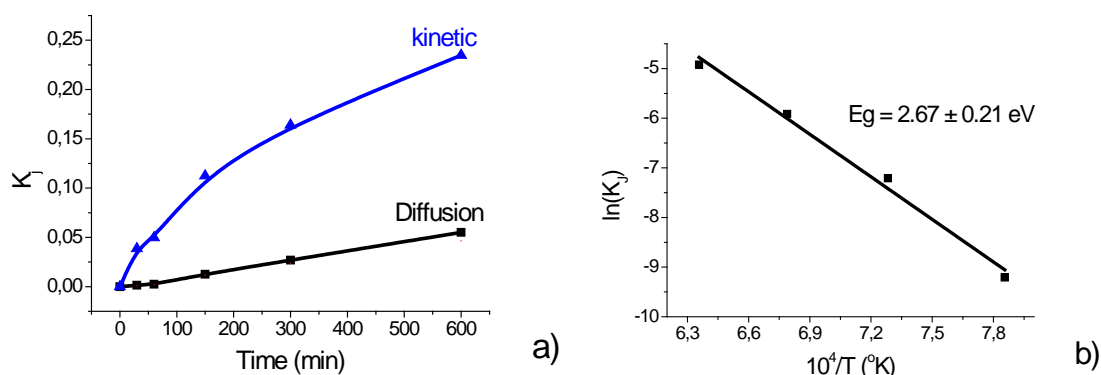 kinetic
Diffusion
0,25
0,20
0,15
0,10
0,05
0,00
K_j
0 100 200 300 400 500 600
Time (min)
a)
Eg = 2.67 ± 0.21 eV
-5
-6
-7
-8
-9
-10
ln(K_J)
6,3 6,6 6,9 7,2 7,5 7,8
10^4/T (°K)
b)